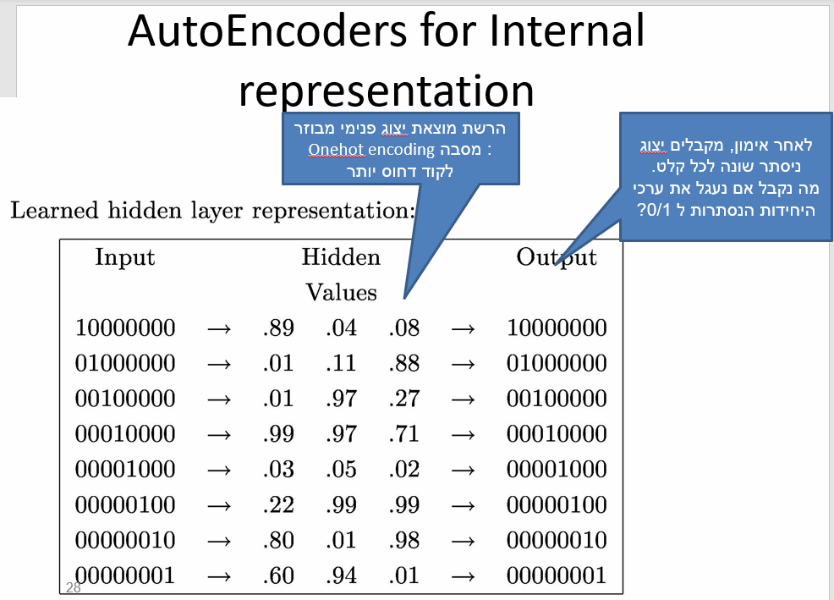 AutoEncoders for Internal
representation
הרשת מוצאת יצוג פנימי מבוזר
: מסבה Onehot encoding
לקוד דחוס יותר
לאחר אימון, מקבלים יצוג
ניסתר שונה לכל קלט.
מה נקבל אם נעגל את ערכי
היחידות הנסתרות ל 0/1?
Learned hidden layer representation:
Input Hidden Output
Values
10000000 → .89 .04 .08 → 10000000
01000000 → .01 .11 .88 → 01000000
00100000 → .01 .97 .27 → 00100000
00010000 → .99 .97 .71 → 00010000
00001000 → .03 .05 .02 → 00001000
00000100 → .22 .99 .99 → 00000100
00000010 → .80 .01 .98 → 00000010
00000001 → .60 .94 .01 → 00000001
28